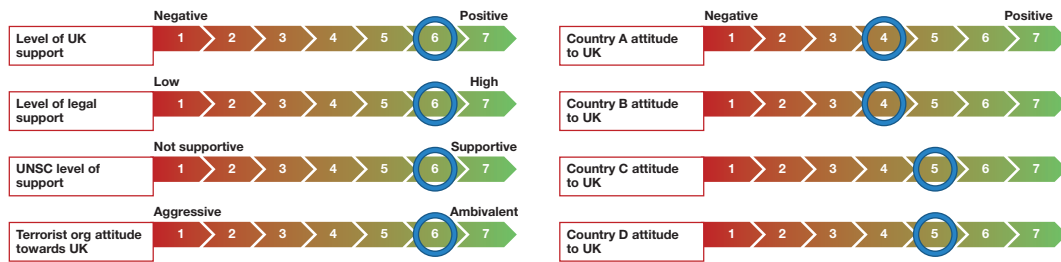 Negative Positive
Level of UK support 1 2 3 4 5 6 7
Low High
Level of legal support 1 2 3 4 5 6 7
Not supportive Supportive
UNSC level of support 1 2 3 4 5 6 7
Aggressive Ambivalent
Terrorist org attitude towards UK 1 2 3 4 5 6 7
Negative Positive
Country A attitude to UK 1 2 3 4 5 6 7
Country B attitude to UK 1 2 3 4 5 6 7
Country C attitude to UK 1 2 3 4 5 6 7
Country D attitude to UK 1 2 3 4 5 6 7